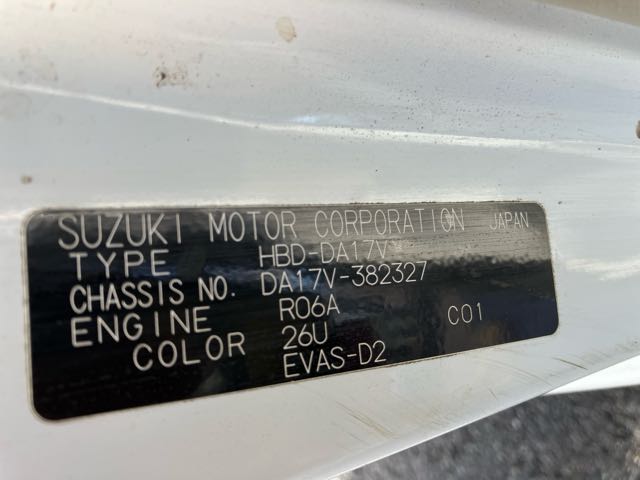 SUZUKI MOTOR CORPORATION JAPAN
TYPE HBD-DA17V
CHASSIS NO. DA17V-382327
ENGINE R06A
COLOR 26U C01
EVAS-D2